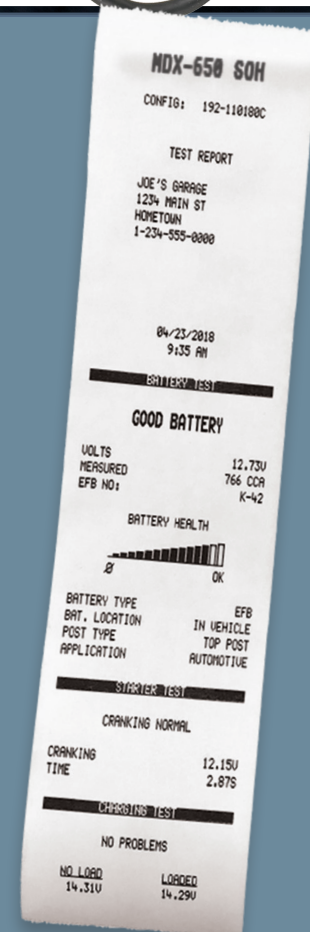 MDX-650 SOH
CONFIG: 192-110180C
TEST REPORT
JOE'S GARAGE
1234 MAIN ST
HOMETOWN
1-234-555-0000
04/23/2018
9:35 AM
BATTERY TEST
GOOD BATTERY
VOLTS 12.73V
MEASURED 766 CCA
EFB NO: K-42
BATTERY HEALTH
0 OK
BATTERY TYPE EFB
BAT. LOCATION IN VEHICLE
POST TYPE TOP POST
APPLICATION AUTOMOTIVE
STARTER TEST
CRANKING NORMAL
CRANKING 12.15V
TIME 2.87S
CHARGING TEST
NO PROBLEMS
NO LOAD LOADED
14.31V 14.29V